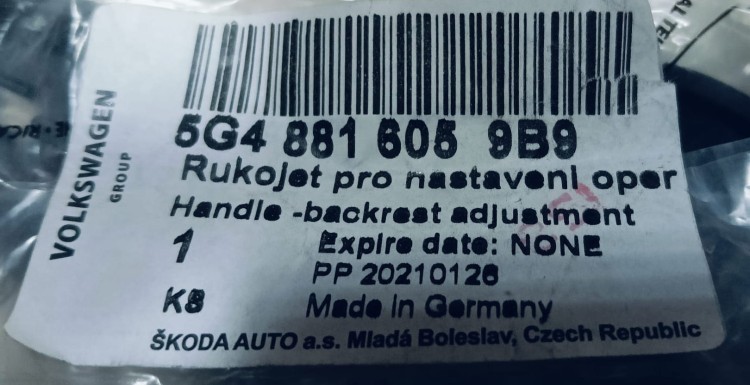 VOLKSWAGEN
GROUP
5G4 881 605 9B9
Rukojet pro nastaveni oper
Handle -backrest adjustment
1 Expire date: NONE
PP 20210126
K8 Made in Germany
ŠKODA AUTO a.s. Mladá Boleslav, Czech Republic